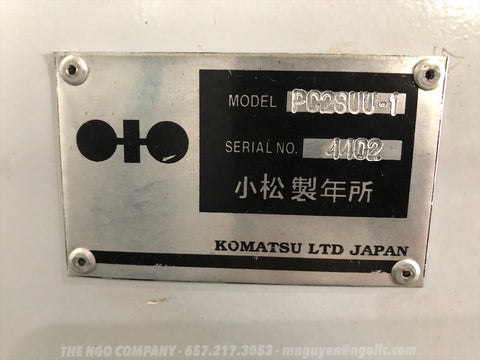 MODEL PC28UU-1
SERIAL NO. 4402
小松製年所
KOMATSU LTD JAPAN
THE NGO COMPANY - 657.217.3053 - mnguyen@ngollc.com